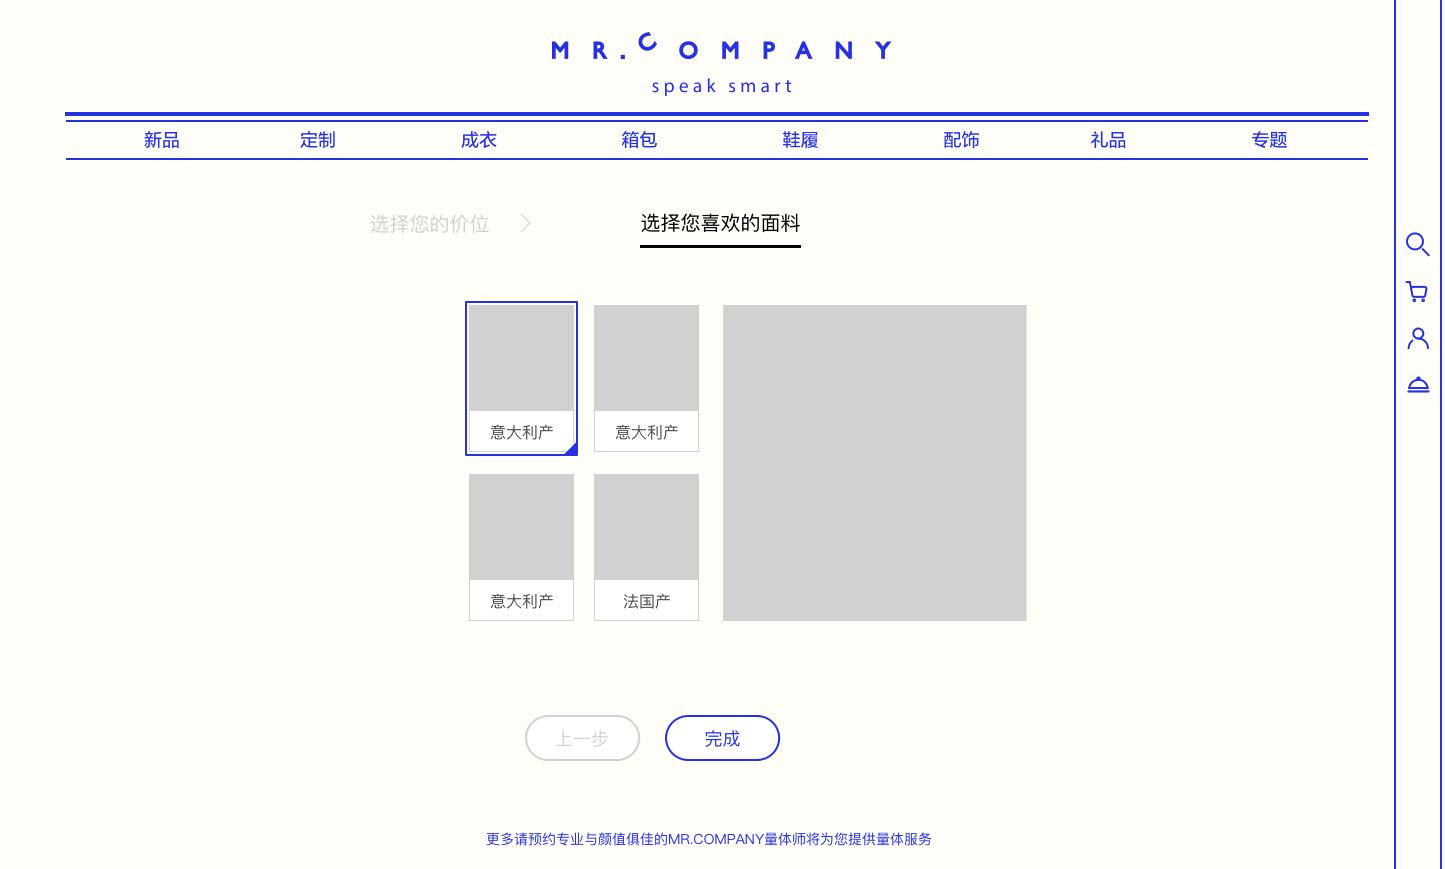 MR.COMPANY
speak smart
新品 定制 成衣 箱包 鞋履 配饰 礼品 专题
选择您的价位 选择您喜欢的面料
意大利产 意大利产
意大利产 法国产
上一步 完成
更多请预约专业与颜值俱佳的MR.COMPANY量体师将为您提供量体服务